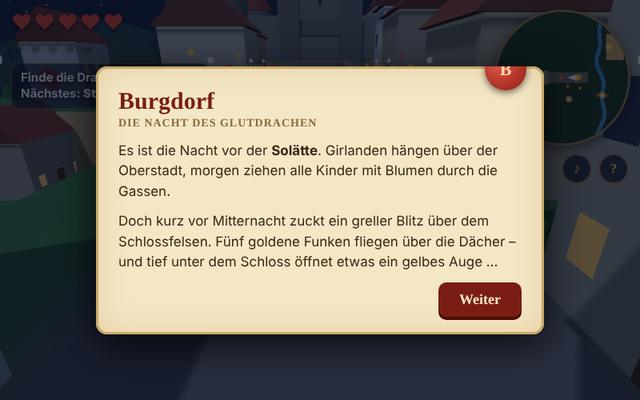 Finde die Dra
Nächstes: St
B
Burgdorf
DIE NACHT DES GLUTDRACHEN
Es ist die Nacht vor der Solätte. Girlanden hängen über der
Oberstadt, morgen ziehen alle Kinder mit Blumen durch die
Gassen.
Doch kurz vor Mitternacht zuckt ein greller Blitz über dem
Schlossfelsen. Fünf goldene Funken fliegen über die Dächer –
und tief unter dem Schloss öffnet etwas ein gelbes Auge ...
Weiter
♪ ?